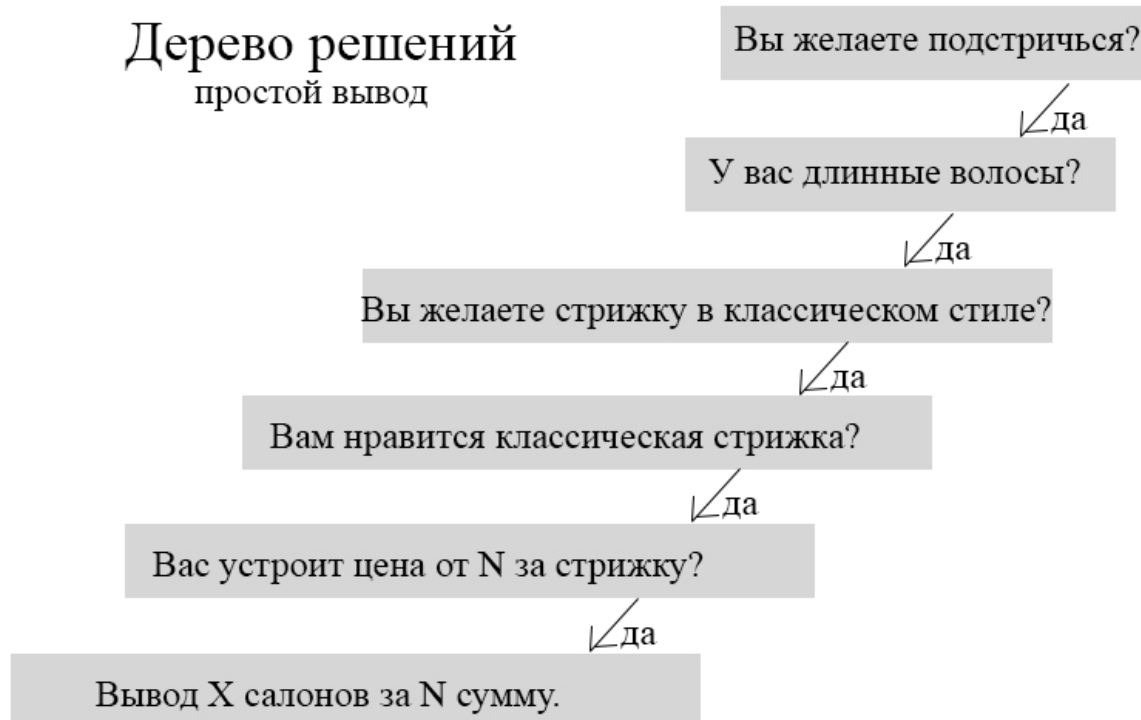 Дерево решений
простой вывод
Вы желаете подстричься?
да
У вас длинные волосы?
да
Вы желаете стрижку в классическом стиле?
да
Вам нравится классическая стрижка?
да
Вас устроит цена от N за стрижку?
да
Вывод X салонов за N сумму.